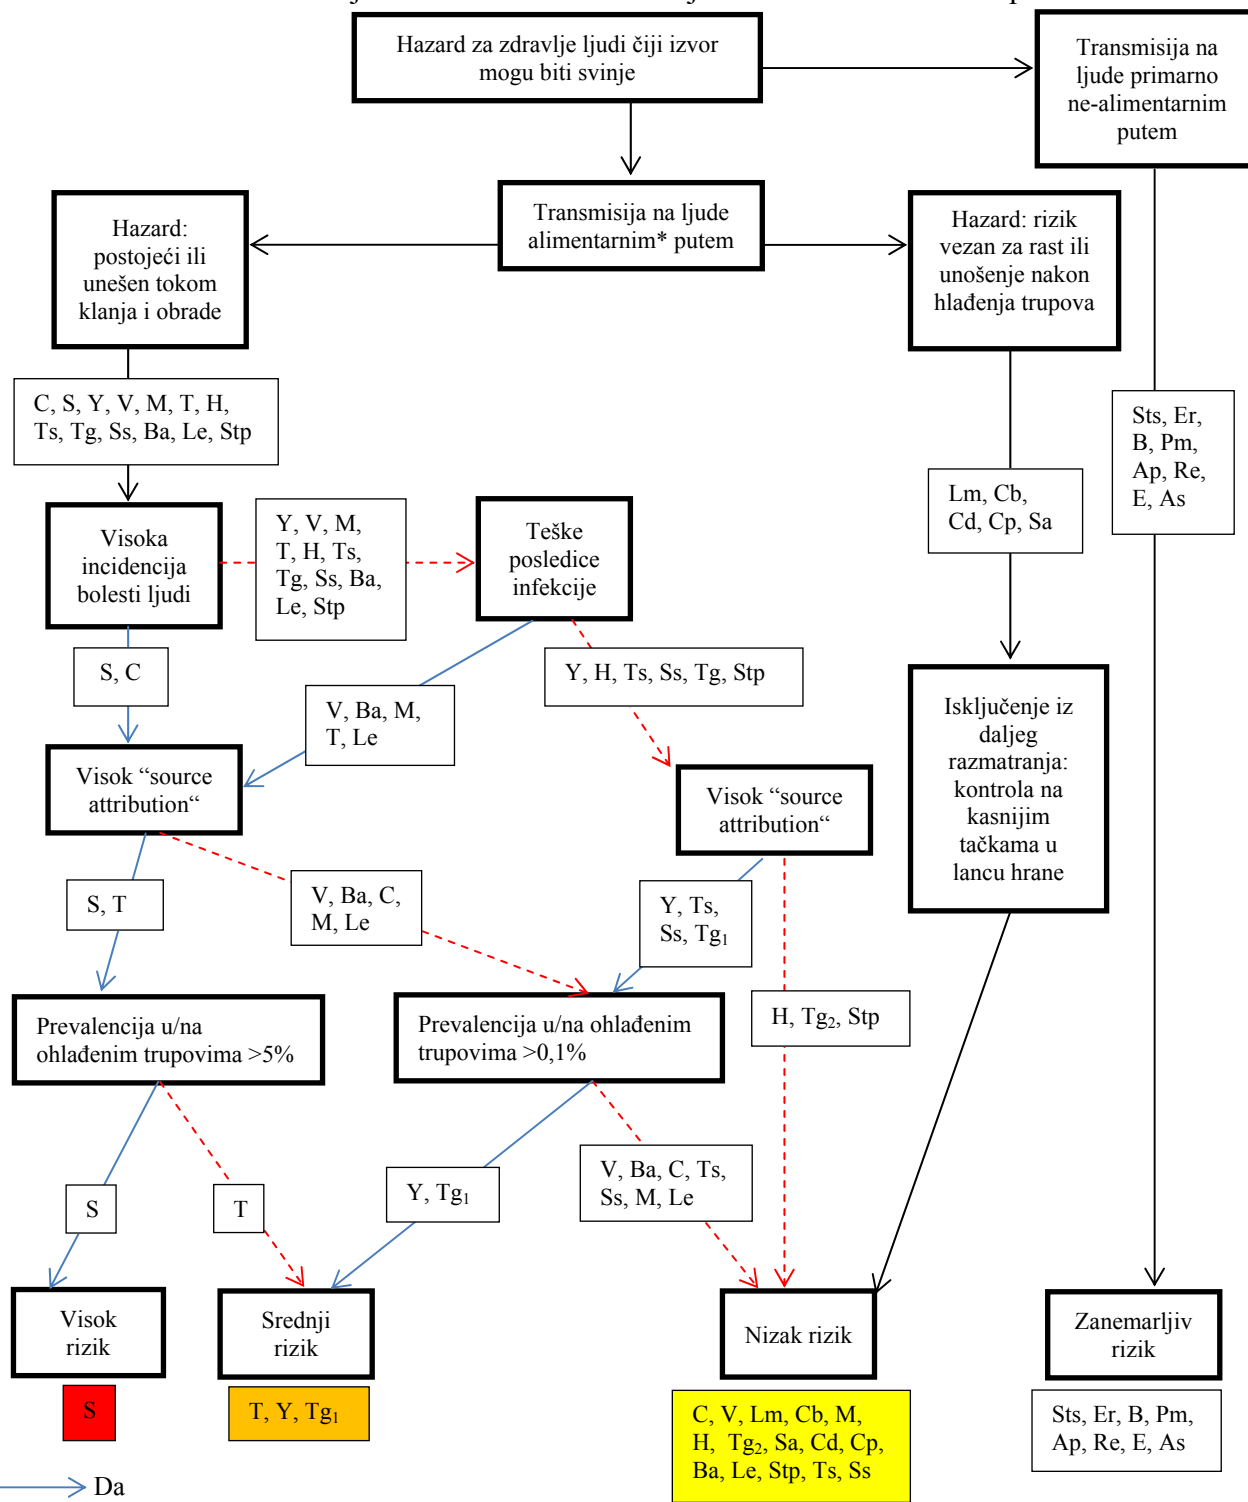 Hazard za zdravlje ljudi čiji izvor
mogu biti svinje
Transmisija na
ljude primarno
ne-alimentarnim
putem
Transmisija na ljude
alimentarnim* putem
Hazard:
postojeći ili
unešen tokom
klanja i obrade
Hazard: rizik
vezan za rast ili
unošenje nakon
hlađenja trupova
C, S, Y, V, M, T, H,
Ts, Tg, Ss, Ba, Le, Stp
Sts, Er,
B, Pm,
Ap, Re,
E, As
Lm, Cb,
Cd, Cp, Sa
Visoka
incidencija
bolesti ljudi
Y, V, M,
T, H, Ts,
Tg, Ss, Ba,
Le, Stp
Teške
posledice
infekcije
S, C
Y, H, Ts, Ss, Tg, Stp
V, Ba, M,
T, Le
Isključenje iz
daljeg
razmatranja:
kontrola na
kasnijim
tačkama u
lancu hrane
Visok “source
attribution“
Visok “source
attribution“
S, T
V, Ba, C,
M, Le
Y, Ts,
Ss, Tg₁
H, Tg₂, Stp
Prevalencija u/na
ohlađenim trupovima >5%
Prevalencija u/na ohlađenim
trupovima >0,1%
S
T
Y, Tg₁
V, Ba, C, Ts,
Ss, M, Le
Visok
rizik
Srednji
rizik
Nizak rizik
Zanemarljiv
rizik
S
T, Y, Tg₁
C, V, Lm, Cb, M,
H, Tg₂, Sa, Cd, Cp,
Ba, Le, Stp, Ts, Ss
Sts, Er, B, Pm,
Ap, Re, E, As
Da